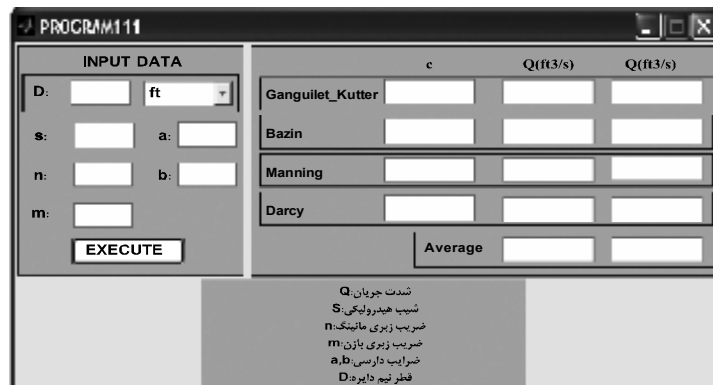 PROGRAM111
INPUT DATA
D: ft
s: a:
n: b:
m:
EXECUTE
c Q(ft3/s) Q(ft3/s)
Ganguilet_Kutter
Bazin
Manning
Darcy
Average
Q:شدت جریان
S:شیب هیدرولیکی
n:ضریب زبری مانینگ
m:ضریب زبری بازن
a,b:ضرایب دارسی
D:قطر نیم دایره